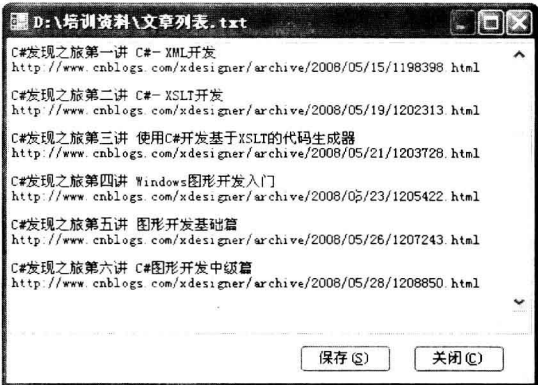 D:\培训资料\文章列表.txt
C#发现之旅第一讲 C#-XML开发
http://www.cnblogs.com/xdesigner/archive/2008/05/15/1198398.html
C#发现之旅第二讲 C#-XSLT开发
http://www.cnblogs.com/xdesigner/archive/2008/05/19/1202313.html
C#发现之旅第三讲 使用C#开发基于XSLT的代码生成器
http://www.cnblogs.com/xdesigner/archive/2008/05/21/1203728.html
C#发现之旅第四讲 Windows图形开发入门
http://www.cnblogs.com/xdesigner/archive/2008/05/23/1205422.html
C#发现之旅第五讲 图形开发基础篇
http://www.cnblogs.com/xdesigner/archive/2008/05/26/1207243.html
C#发现之旅第六讲 C#图形开发中级篇
http://www.cnblogs.com/xdesigner/archive/2008/05/28/1208850.html
保存(S) 关闭(C)